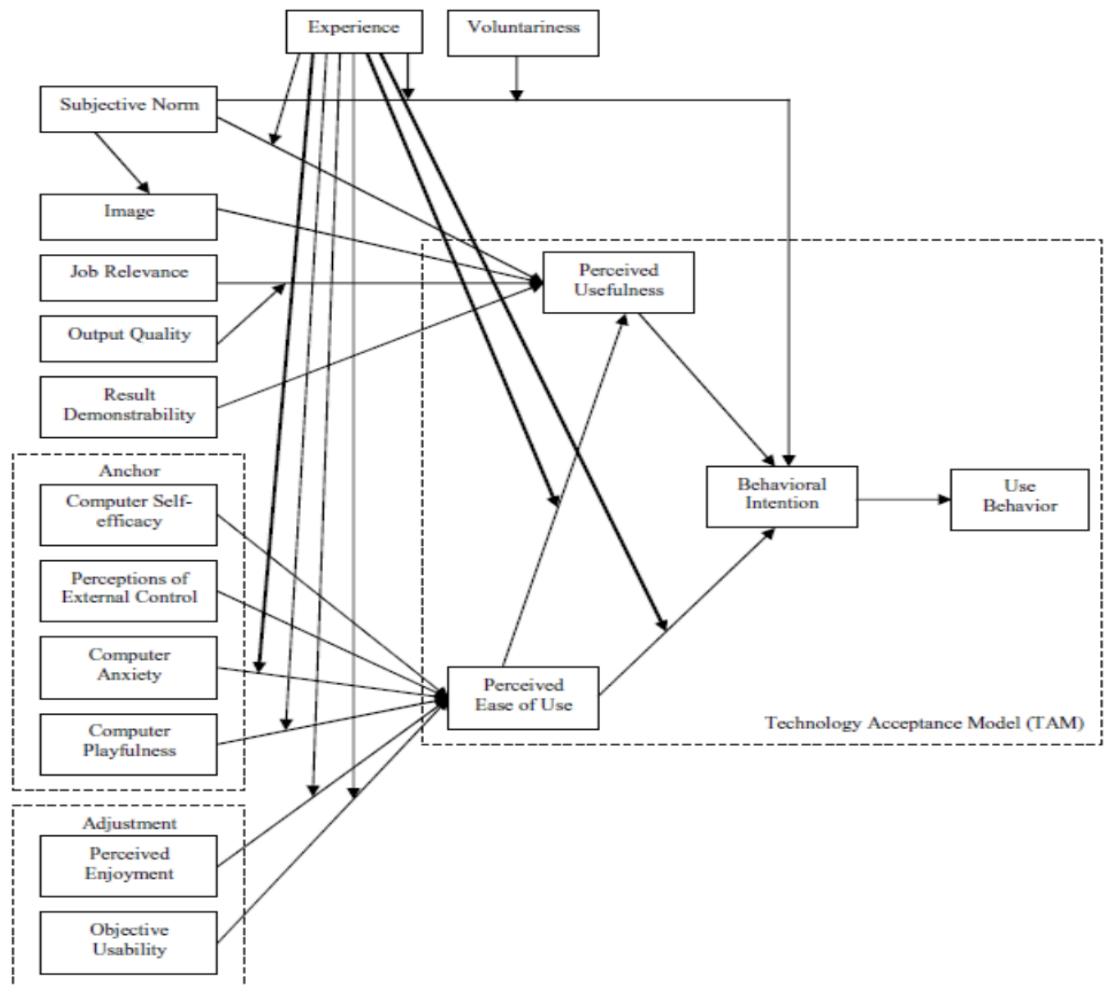 Experience
Voluntariness
Subjective Norm
Image
Job Relevance
Output Quality
Result
Demonstrability
Perceived
Usefulness
Anchor
Computer Self-
efficacy
Perceptions of
External Control
Computer
Anxiety
Computer
Playfulness
Behavioral
Intention
Use
Behavior
Perceived
Ease of Use
Technology Acceptance Model (TAM)
Adjustment
Perceived
Enjoyment
Objective
Usability